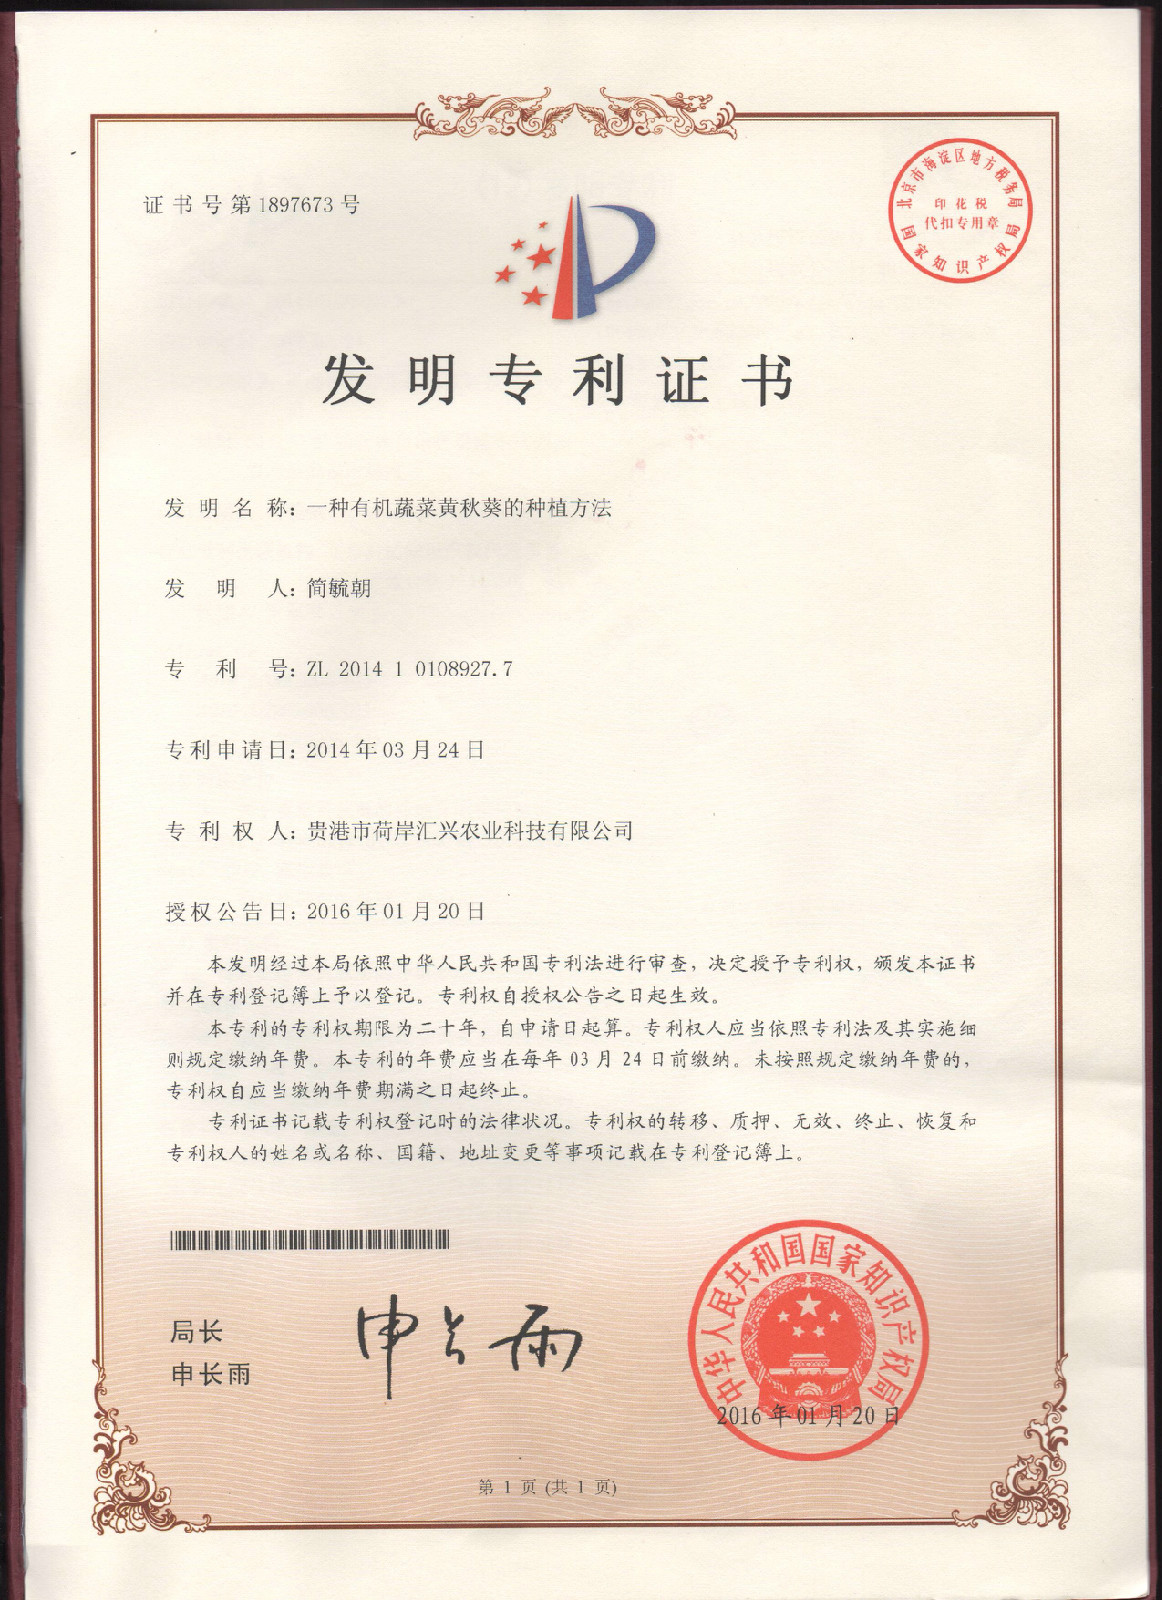 证书号第1897673号
北京市海淀区地方税务局
印花税
代扣专用章
国家知识产权局
发明专利证书
发明名称：一种有机蔬菜黄秋葵的种植方法
发明人：简毓朝
专利号：ZL 2014 1 0108927.7
专利申请日：2014年03月24日
专利权人：贵港市荷岸汇兴农业科技有限公司
授权公告日：2016年01月20日
本发明经过本局依照中华人民共和国专利法进行审查，决定授予专利权，颁发本证书
并在专利登记簿上予以登记。专利权自授权公告之日起生效。
本专利的专利权期限为二十年，自申请日起算。专利权人应当依照专利法及其实施细
则规定缴纳年费。本专利的年费应当在每年03月24日前缴纳。未按照规定缴纳年费的，
专利权自应当缴纳年费期满之日起终止。
专利证书记载专利权登记时的法律状况。专利权的转移、质押、无效、终止、恢复和
专利权人的姓名或名称、国籍、地址变更等事项记载在专利登记簿上。
局长
申长雨
申长雨
中华人民共和国国家知识产权局
2016年01月20日
第1页(共1页)